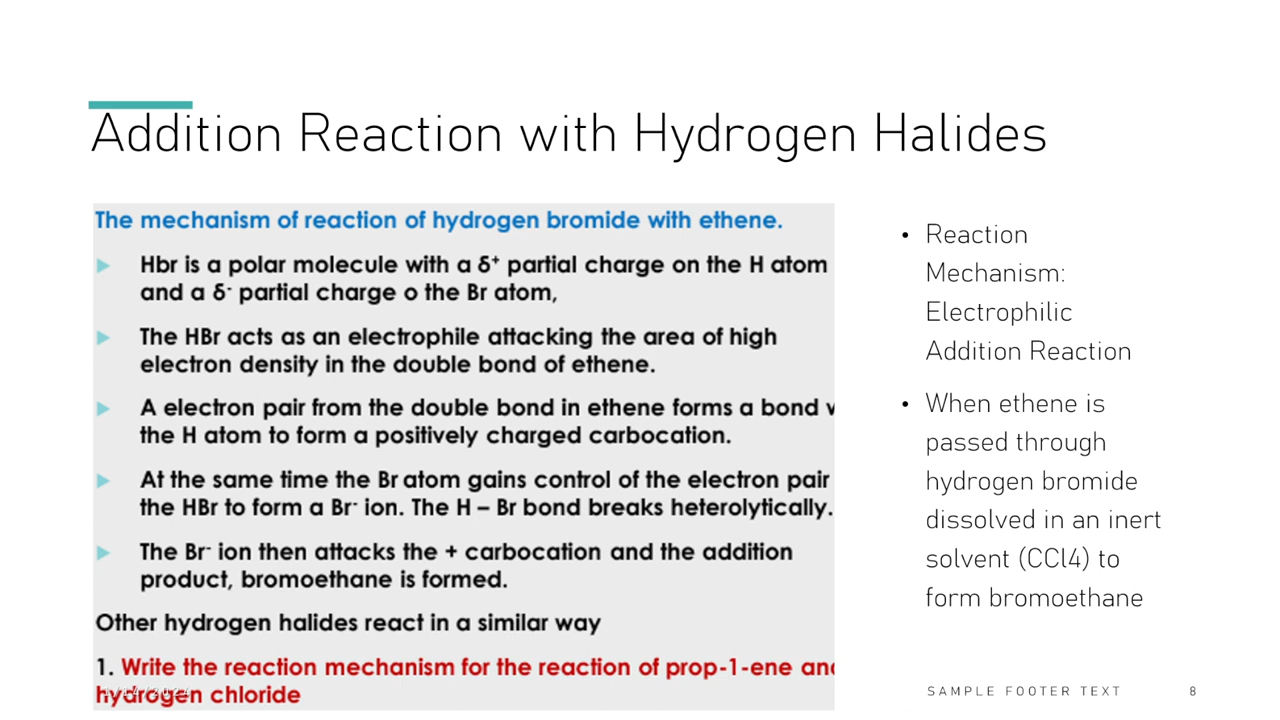 Addition Reaction with Hydrogen Halides
The mechanism of reaction of hydrogen bromide with ethene.
Hbr is a polar molecule with a δ⁺ partial charge on the H atom
and a δ⁻ partial charge o the Br atom,
The HBr acts as an electrophile attacking the area of high
electron density in the double bond of ethene.
A electron pair from the double bond in ethene forms a bond
the H atom to form a positively charged carbocation.
At the same time the Br atom gains control of the electron pair
the HBr to form a Br⁻ ion. The H – Br bond breaks heterolytically.
The Br⁻ ion then attacks the + carbocation and the addition
product, bromoethane is formed.
Other hydrogen halides react in a similar way
1. Write the reaction mechanism for the reaction of prop-1-ene and
hydrogen chloride
• Reaction
Mechanism:
Electrophilic
Addition Reaction
• When ethene is
passed through
hydrogen bromide
dissolved in an inert
solvent (CCl4) to
form bromoethane
SAMPLE FOOTER TEXT
8